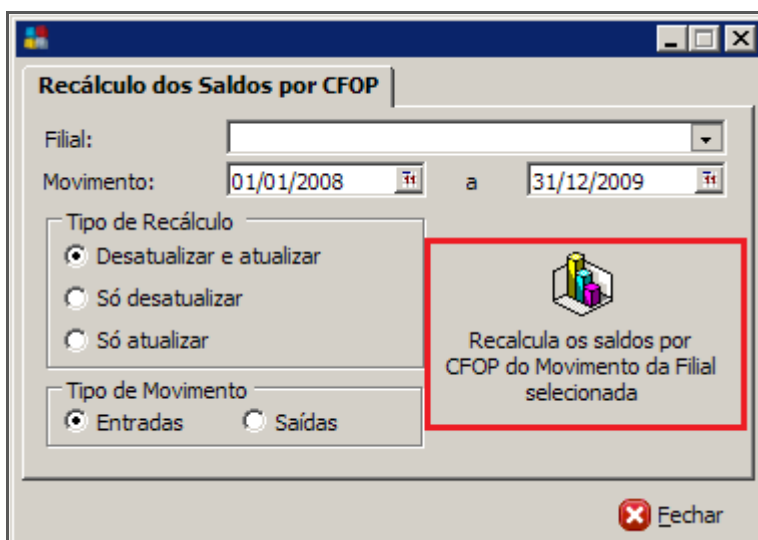 Recálculo dos Saldos por CFOP
Filial:
Movimento: 01/01/2008 a 31/12/2009
Tipo de Recálculo
Desatualizar e atualizar
Só desatualizar
Só atualizar
Recalcula os saldos por
CFOP do Movimento da Filial
selecionada
Tipo de Movimento
Entradas Saídas
Fechar